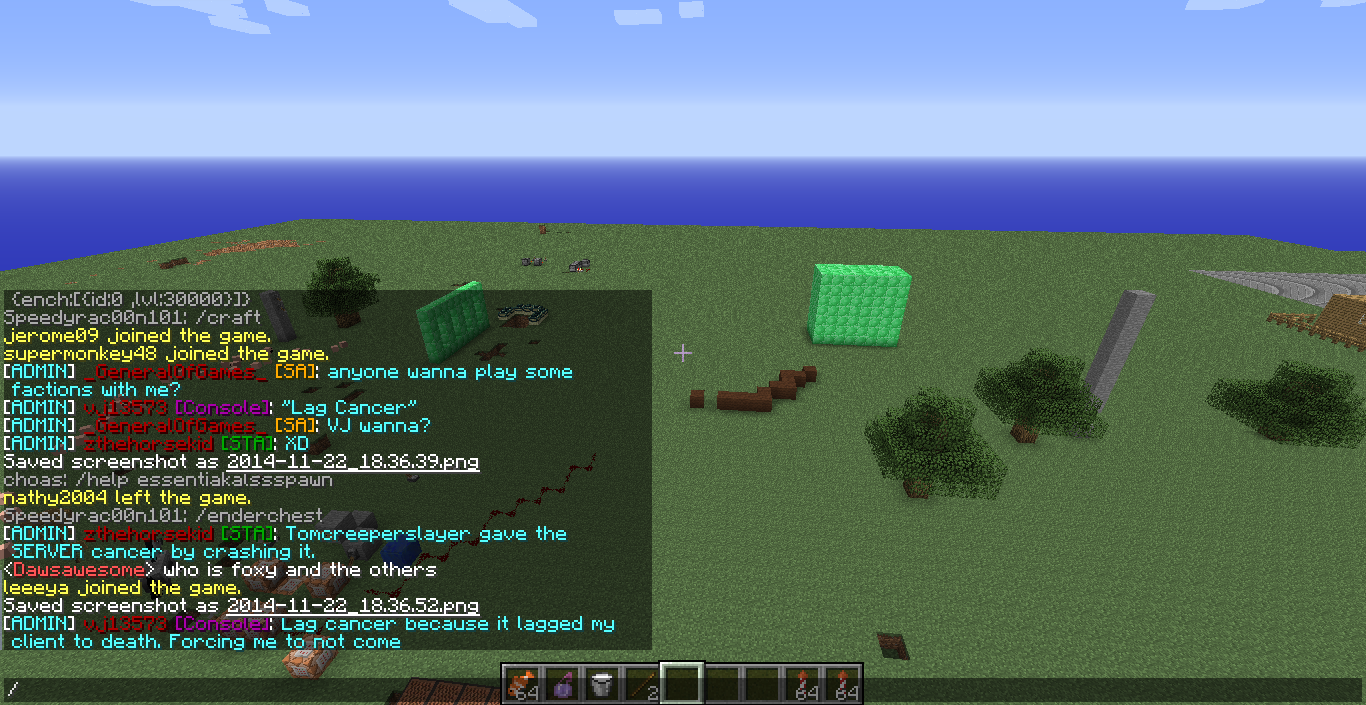 {ench:[{id:0 ,lvl:30000}]}
Speedyrac00n101: /craft
jerome09 joined the game.
supermonkey48 joined the game.
[ADMIN] _GeneralOfGames_ [SA]: anyone wanna play some
factions with me?
[ADMIN] vj13573 [Console]: "Lag Cancer"
[ADMIN] _GeneralOfGames_ [SA]: VJ wanna?
[ADMIN] zthehorsekid [STA]: XD
Saved screenshot as 2014-11-22_18.36.39.png
choas: /help essentiakalssspawn
nathy2004 left the game.
Speedyrac00n101: /enderchest
[ADMIN] zthehorsekid [STA]: Tomcreeperslayer gave the
SERVER cancer by crashing it.
<Dawsawesome> who is foxy and the others
leeeya joined the game.
Saved screenshot as 2014-11-22_18.36.52.png
[ADMIN] vj13573 [Console]: Lag cancer because it lagged my
client to death. Forcing me to not come
/
64 2 64 64